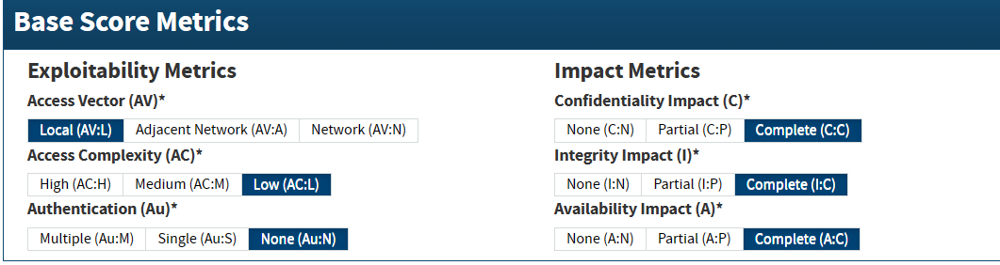 Base Score Metrics
Exploitability Metrics
Access Vector (AV)*
Local (AV:L) Adjacent Network (AV:A) Network (AV:N)
Access Complexity (AC)*
High (AC:H) Medium (AC:M) Low (AC:L)
Authentication (Au)*
Multiple (Au:M) Single (Au:S) None (Au:N)
Impact Metrics
Confidentiality Impact (C)*
None (C:N) Partial (C:P) Complete (C:C)
Integrity Impact (I)*
None (I:N) Partial (I:P) Complete (I:C)
Availability Impact (A)*
None (A:N) Partial (A:P) Complete (A:C)